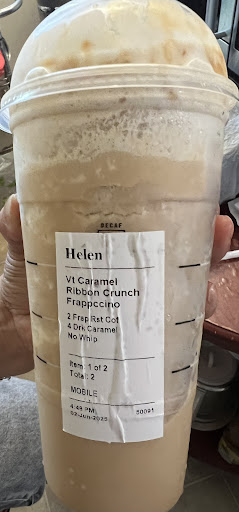 DECAF
Helen
Vt Caramel
Ribbon Crunch
Frappccino
2 Frap Rst Cof
4 Drk Caramel
No Whip
Item: 1 of 2
Total: 2
MOBILE
4:49 PM
50091